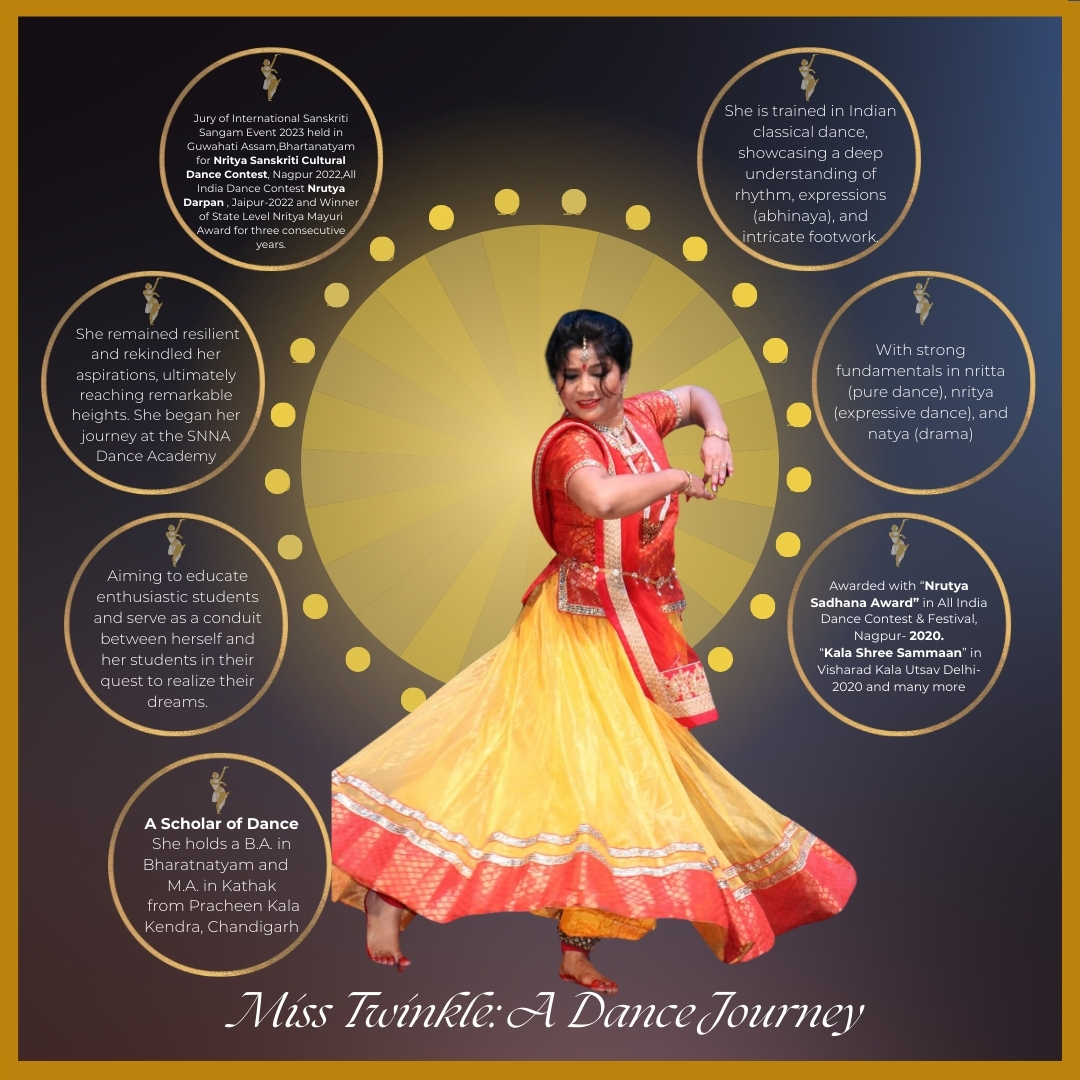 Jury of International Sanskriti
Sangam Event 2023 held in
Guwahati Assam,Bhartanatyam
for Nritya Sanskriti Cultural
Dance Contest, Nagpur 2022,All
India Dance Contest Nrutya
Darpan , Jaipur-2022 and Winner
of State Level Nritya Mayuri
Award for three consecutive
years.
She is trained in Indian
classical dance,
showcasing a deep
understanding of
rhythm, expressions
(abhinaya), and
intricate footwork.
She remained resilient
and rekindled her
aspirations, ultimately
reaching remarkable
heights. She began her
journey at the SNNA
Dance Academy
With strong
fundamentals in nritta
(pure dance), nritya
(expressive dance), and
natya (drama)
Aiming to educate
enthusiastic students
and serve as a conduit
between herself and
her students in their
quest to realize their
dreams.
Awarded with “Nrutya
Sadhana Award” in All India
Dance Contest & Festival,
Nagpur- 2020.
“Kala Shree Sammaan” in
Visharad Kala Utsav Delhi-
2020 and many more
A Scholar of Dance
She holds a B.A. in
Bharatnatyam and
M.A. in Kathak
from Pracheen Kala
Kendra, Chandigarh
Miss Twinkle: A Dance Journey